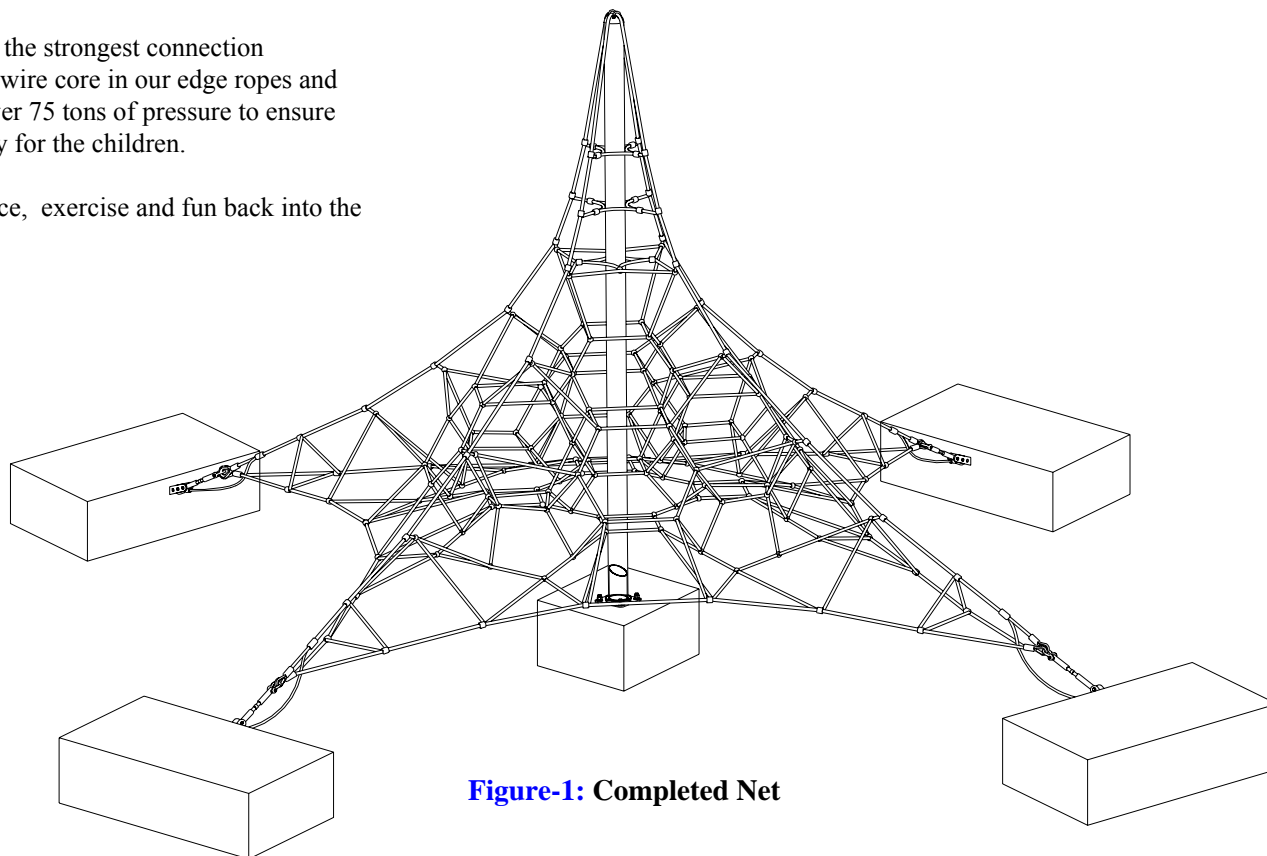 the strongest connection
wire core in our edge ropes and
er 75 tons of pressure to ensure
y for the children.
ce, exercise and fun back into the
Figure-1: Completed Net